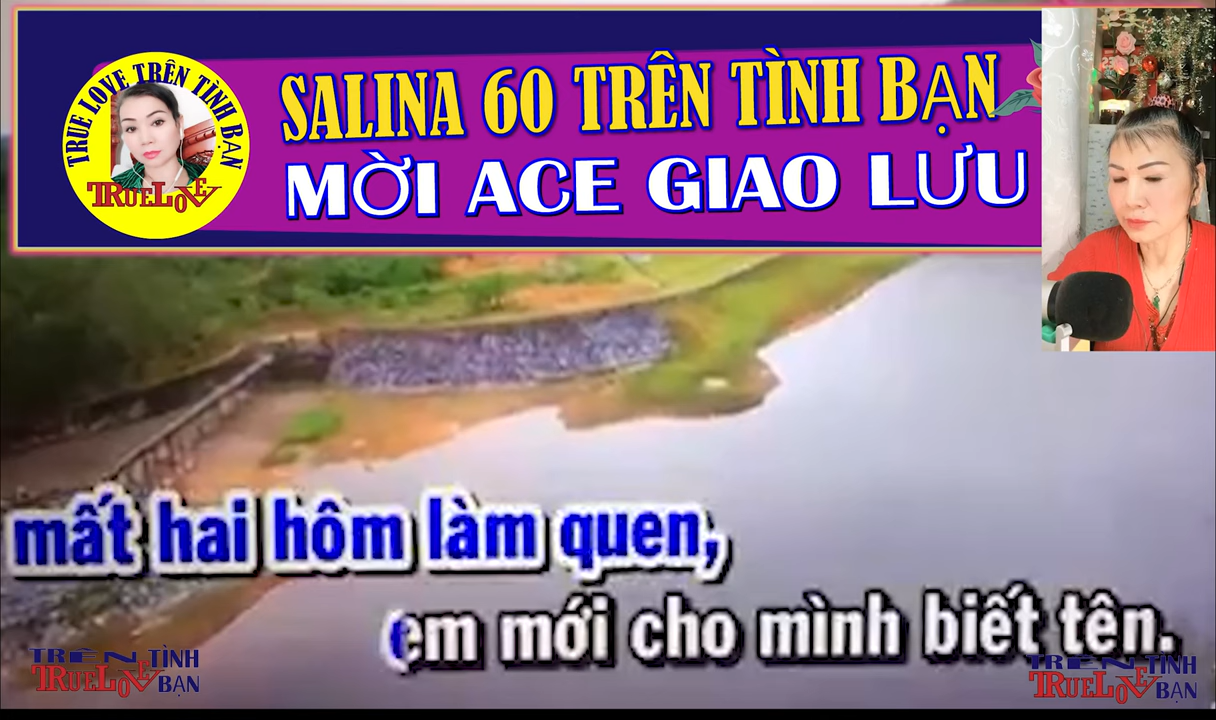 TRUE LOVE TRÊN TÌNH BẠN
TRUELOVE
SALINA 60 TRÊN TÌNH BẠN
MỜI ACE GIAO LƯU
mất hai hôm làm quen,
em mới cho mình biết tên.
TRÊN TÌNH
TRUELOVE BẠN
TRÊN TÌNH
TRUELOVE BẠN